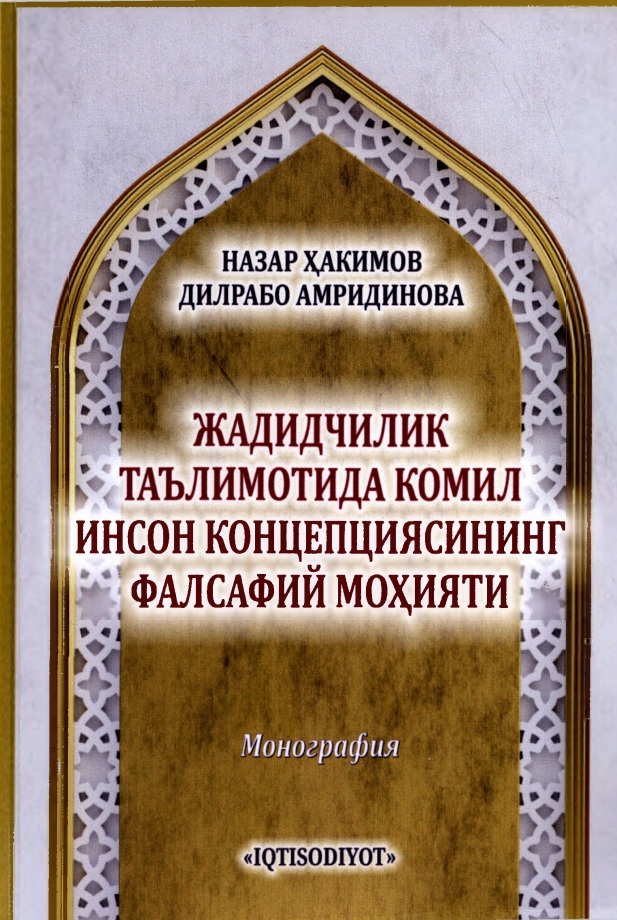 НАЗАР ҲАКИМОВ
ДИЛРАБО АМРИДИНОВА
ЖАДИДЧИЛИК
ТАЪЛИМОТИДА КОМИЛ
ИНСОН КОНЦЕПЦИЯСИНИНГ
ФАЛСАФИЙ МОҲИЯТИ
Монография
«IQTISODIYOT»